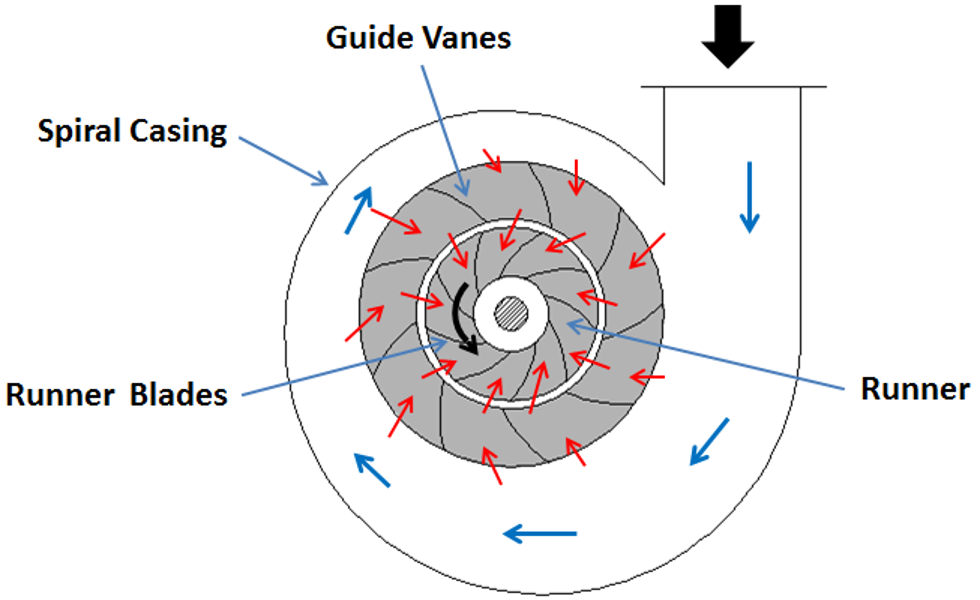 Guide Vanes
Spiral Casing
Runner Blades
Runner